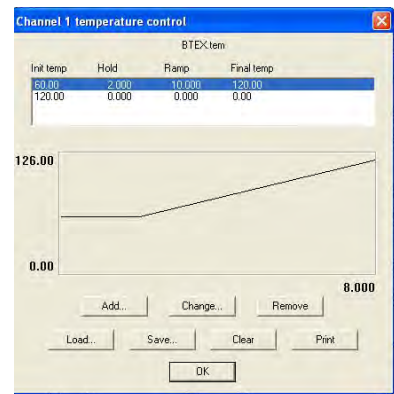 Channel 1 temperature control
BTEX.tem
Init temp Hold Ramp Final temp
60.00 2.000 10.000 120.00
120.00 0.000 0.000 0.00
126.00
0.00
8.000
Add... Change... Remove
Load... Save... Clear Print
OK